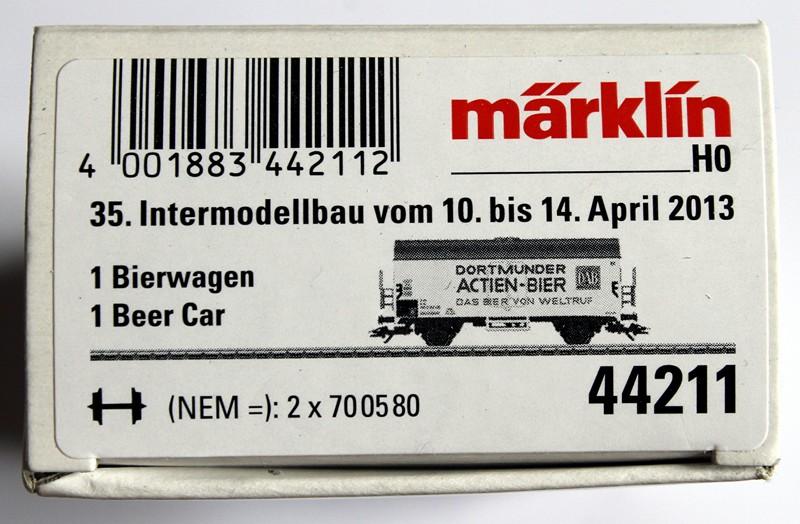 4 001883 442112
märklin
H0
35. Intermodellbau vom 10. bis 14. April 2013
1 Bierwagen
1 Beer Car
DORTMUNDER
ACTIEN-BIER
DAB
DAS BIER VON WELTRUF
(NEM =): 2 x 700580
44211